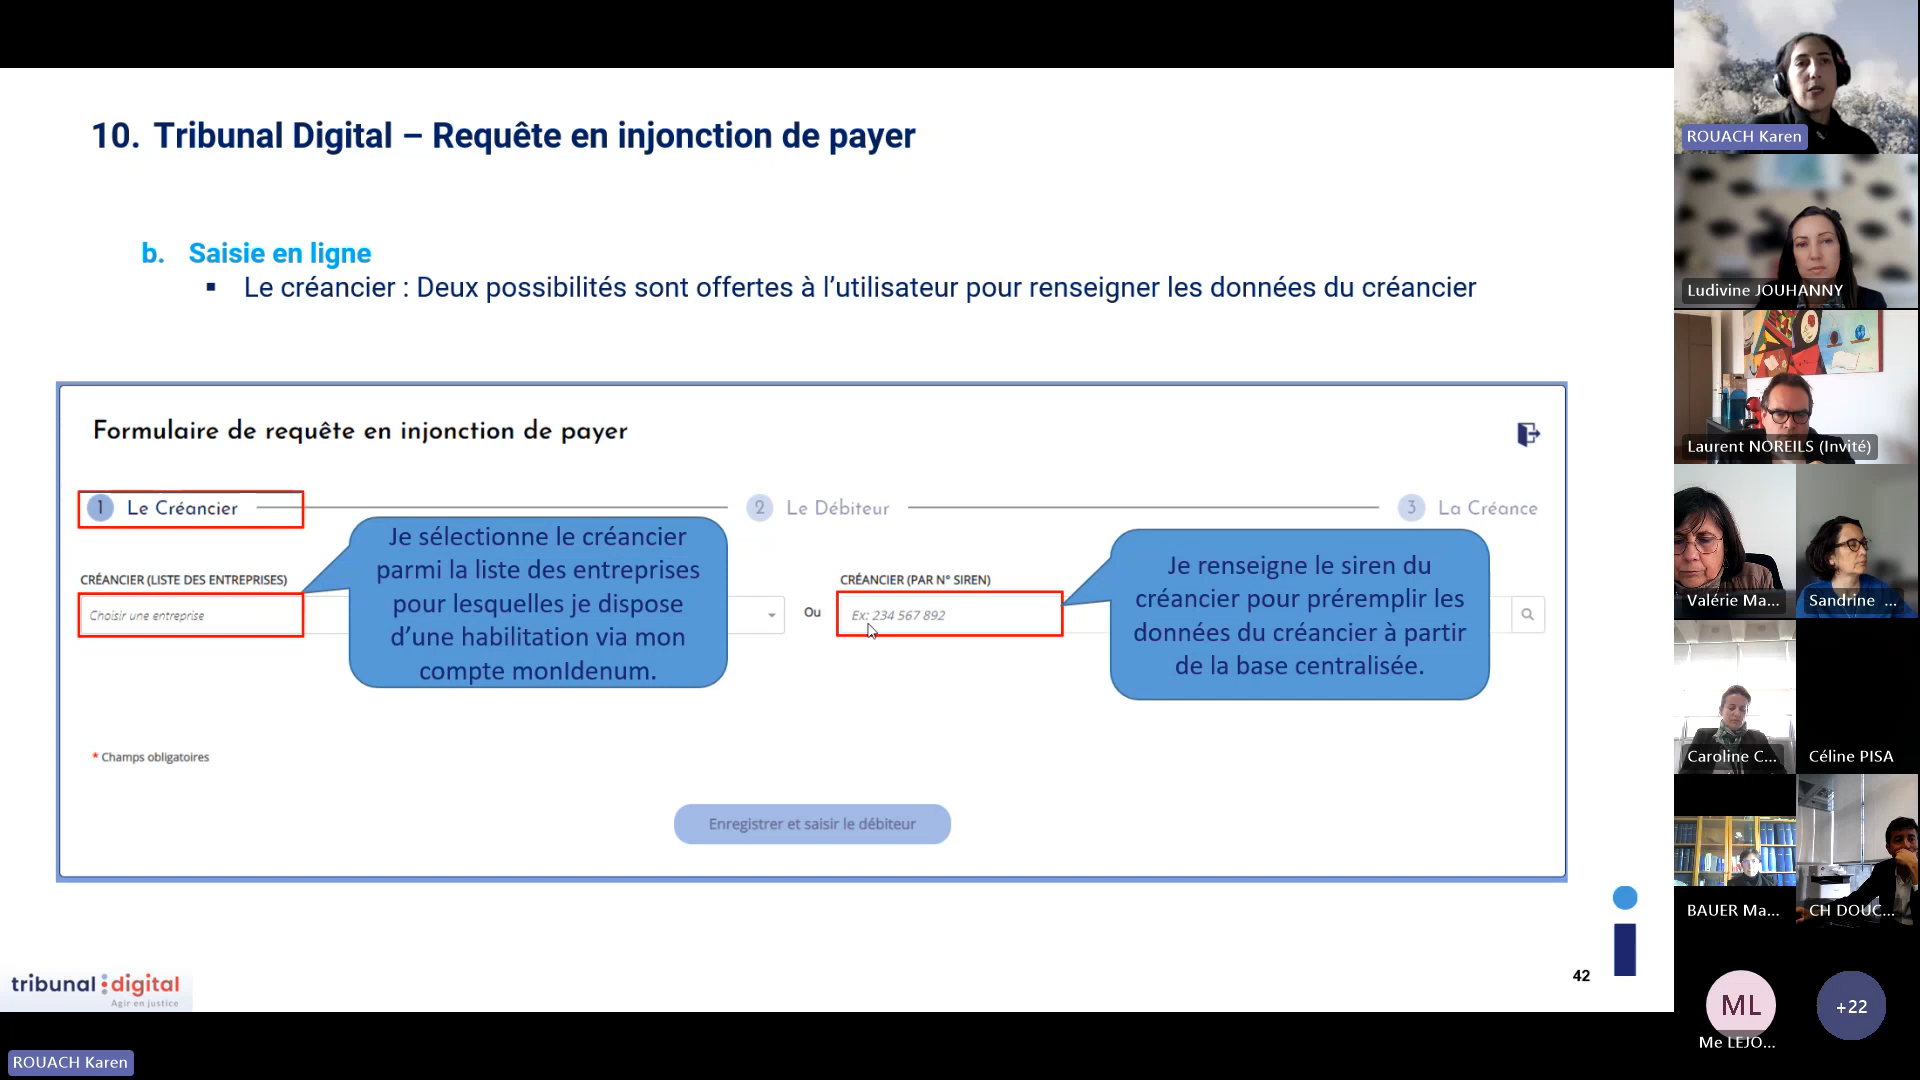 10. Tribunal Digital – Requête en injonction de payer
b. Saisie en ligne
▪ Le créancier : Deux possibilités sont offertes à l’utilisateur pour renseigner les données du créancier
Formulaire de requête en injonction de payer
1 Le Créancier
2 Le Débiteur
3 La Créance
Je sélectionne le créancier
parmi la liste des entreprises
pour lesquelles je dispose
d’une habilitation via mon
compte monIdenum.
Je renseigne le siren du
créancier pour préremplir les
données du créancier à partir
de la base centralisée.
CRÉANCIER (LISTE DES ENTREPRISES)
Choisir une entreprise
Ou
CRÉANCIER (PAR N° SIREN)
Ex: 234 567 892
* Champs obligatoires
Enregistrer et saisir le débiteur
tribunal:digital
Agir en justice
42
ROUACH Karen
ROUACH Karen
Ludivine JOUHANNY
Laurent NOREILS (Invité)
Valérie Ma...
Sandrine ...
Caroline C...
Céline PISA
BAUER Ma...
CH DOUC...
ML
Me LEJO...
+22